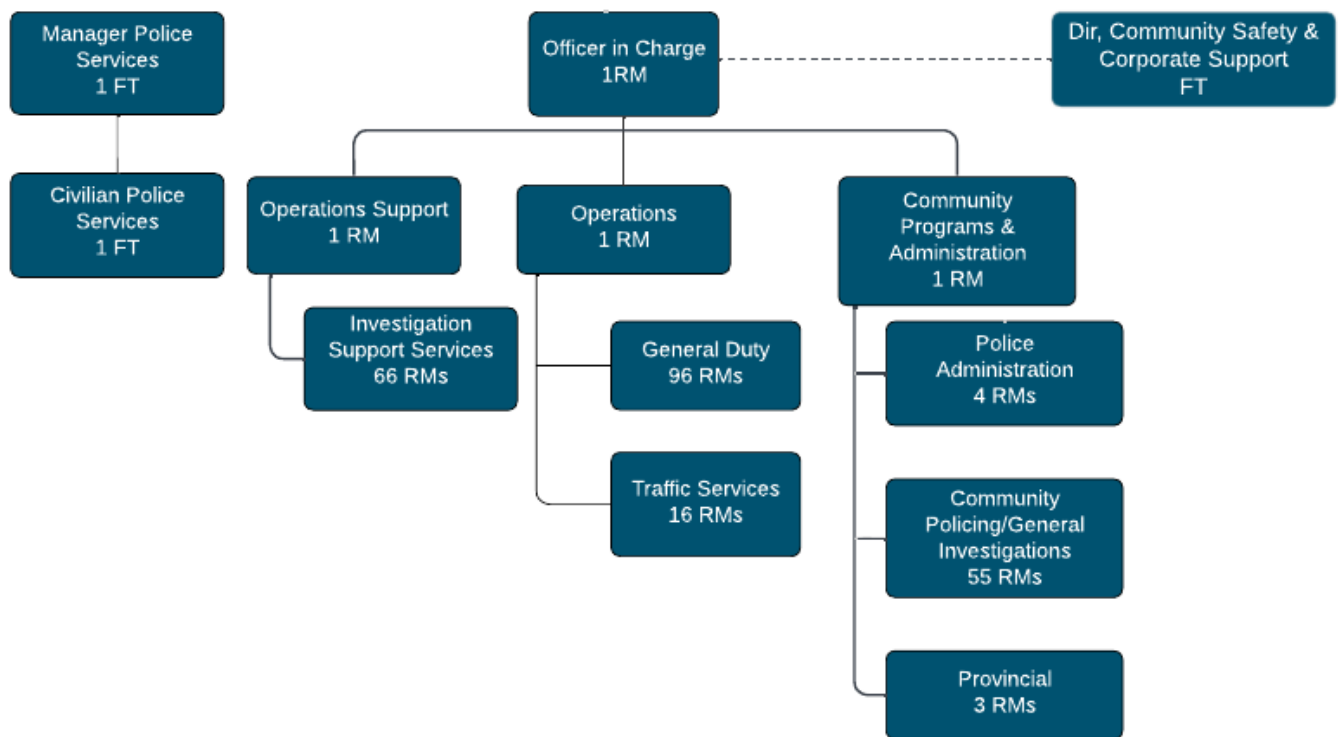 Manager Police
Services
1 FT
Officer in Charge
1RM
Dir, Community Safety &
Corporate Support
FT
Civilian Police
Services
1 FT
Operations Support
1 RM
Operations
1 RM
Community
Programs &
Administration
1 RM
Investigation
Support Services
66 RMs
General Duty
96 RMs
Police
Administration
4 RMs
Traffic Services
16 RMs
Community
Policing/General
Investigations
55 RMs
Provincial
3 RMs